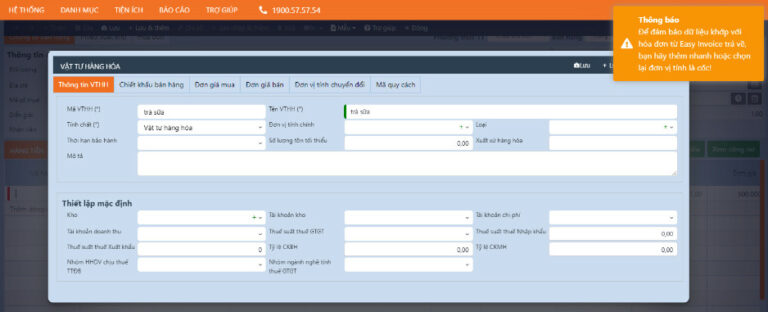 HỆ THỐNG DANH MỤC TIỆN ÍCH BÁO CÁO TRỢ GIÚP 1900.57.57.54
Thông báo
Để đảm bảo dữ liệu khớp với
hóa đơn từ Easy Invoice trả về,
bạn hãy thêm nhanh hoặc chọn
lại đơn vị tính là cốc!
Lưu + Lưu & thêm Mẫu Trợ giúp × Đóng
VẬT TƯ HÀNG HÓA Lưu
Thông tin VTHH Chiết khấu bán hàng Đơn giá mua Đơn giá bán Đơn vị tính chuyển đổi Mã quy cách
Mã VTHH (*) trà sữa Tên VTHH (*) trà sữa
Tính chất (*) Vật tư hàng hóa Đơn vị tính chính Loại
Thời hạn bảo hành Số lượng tồn tối thiểu 0,00 Xuất xứ hàng hóa
Mô tả
Thiết lập mặc định
Kho Tài khoản kho Tài khoản chi phí
Tài khoản doanh thu Thuế suất thuế GTGT Thuế suất thuế Nhập khẩu 0,00
Thuế suất thuế Xuất khẩu 0 Tỷ lệ CKBH 0,00 Tỷ lệ CKMH 0,00
Nhóm HHDV chịu thuế TTĐB Nhóm ngành nghề tính thuế GTGT